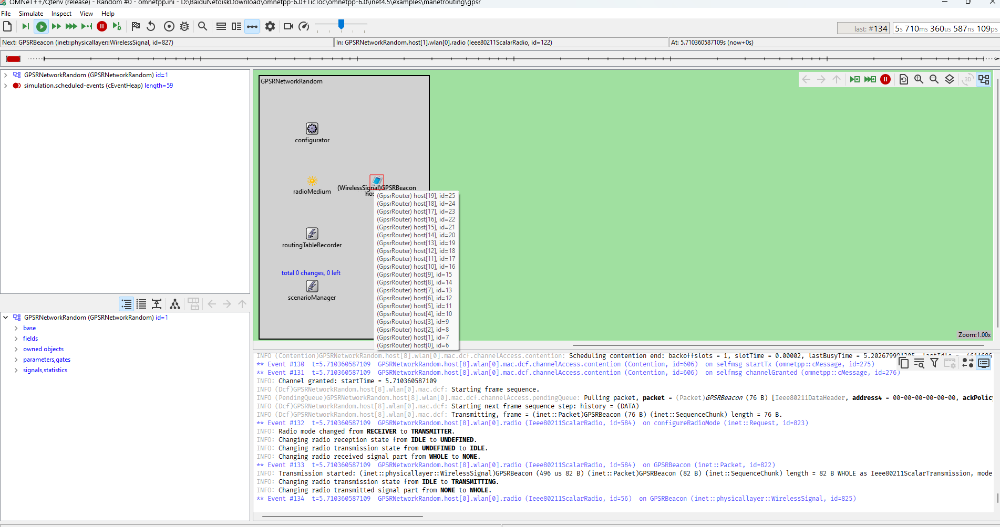 OMNeT++/Qtenv (release) - Random #0 - omnetpp.ini - D:\BaiduNetdiskDownload\omnetpp-6.0+TicToc\omnetpp-6.0\inet4.5\examples\manetrouting\gpsr
File Simulate Inspect View Help
last: #134 5s 710ms 360us 587ns 109ps
Next: GPSRBeacon (inet::physicallayer::WirelessSignal, id=827) In: GPSRNetworkRandom.host[1].wlan[0].radio (Ieee80211ScalarRadio, id=122) At: 5.710360587109s (now+0s)
GPSRNetworkRandom (GPSRNetworkRandom) id=1
simulation.scheduled-events (cEventHeap) length=59
GPSRNetworkRandom (GPSRNetworkRandom) id=1
base
fields
owned objects
parameters,gates
signals,statistics
GPSRNetworkRandom
3D
configurator
radioMedium
(WirelessSignal)GPSRBeacon
hos
routingTableRecorder
total 0 changes, 0 left
scenarioManager
(GpsrRouter) host[19], id=25
(GpsrRouter) host[18], id=24
(GpsrRouter) host[17], id=23
(GpsrRouter) host[16], id=22
(GpsrRouter) host[15], id=21
(GpsrRouter) host[14], id=20
(GpsrRouter) host[13], id=19
(GpsrRouter) host[12], id=18
(GpsrRouter) host[11], id=17
(GpsrRouter) host[10], id=16
(GpsrRouter) host[9], id=15
(GpsrRouter) host[8], id=14
(GpsrRouter) host[7], id=13
(GpsrRouter) host[6], id=12
(GpsrRouter) host[5], id=11
(GpsrRouter) host[4], id=10
(GpsrRouter) host[3], id=9
(GpsrRouter) host[2], id=8
(GpsrRouter) host[1], id=7
(GpsrRouter) host[0], id=6
Zoom:1.00x
INFO (Contention)GPSRNetworkRandom.host[8].wlan[0].mac.dcf.channelAccess.contention: Scheduling contention end: backoffslots = 1, slotTime = 0.00002, lastBusyTime =
** Event #130 t=5.710360587109 GPSRNetworkRandom.host[8].wlan[0].mac.dcf.channelAccess.contention (Contention, id=606) on selfmsg startTx (omnetpp::cMessage, id=275)
** Event #131 t=5.710360587109 GPSRNetworkRandom.host[8].wlan[0].mac.dcf.channelAccess.contention (Contention, id=606) on selfmsg channelGranted (omnetpp::cMessage, id=276)
INFO: Channel granted: startTime = 5.710360587109
INFO (Dcf)GPSRNetworkRandom.host[8].wlan[0].mac.dcf: Starting frame sequence.
INFO (PendingQueue)GPSRNetworkRandom.host[8].wlan[0].mac.dcf.channelAccess.pendingQueue: Pulling packet, packet = (Packet)GPSRBeacon (76 B) [Ieee80211DataHeader, address4 = 00-00-00-00-00-00, ackPolicy
INFO (Dcf)GPSRNetworkRandom.host[8].wlan[0].mac.dcf: Starting next frame sequence step: history = (DATA)
INFO (Dcf)GPSRNetworkRandom.host[8].wlan[0].mac.dcf: Transmitting, frame = (inet::Packet)GPSRBeacon (76 B) (inet::SequenceChunk) length = 76 B.
** Event #132 t=5.710360587109 GPSRNetworkRandom.host[8].wlan[0].radio (Ieee80211ScalarRadio, id=584) on configureRadioMode (inet::Request, id=823)
INFO: Radio mode changed from RECEIVER to TRANSMITTER.
INFO: Changing radio reception state from IDLE to UNDEFINED.
INFO: Changing radio transmission state from UNDEFINED to IDLE.
INFO: Changing radio received signal part from WHOLE to NONE.
** Event #133 t=5.710360587109 GPSRNetworkRandom.host[8].wlan[0].radio (Ieee80211ScalarRadio, id=584) on GPSRBeacon (inet::Packet, id=822)
INFO: Transmission started: (inet::physicallayer::WirelessSignal)GPSRBeacon (496 us 82 B) (inet::Packet)GPSRBeacon (82 B) (inet::SequenceChunk) length = 82 B WHOLE as Ieee80211ScalarTransmission, mode
INFO: Changing radio transmission state from IDLE to TRANSMITTING.
INFO: Changing radio transmitted signal part from NONE to WHOLE.
** Event #134 t=5.710360587109 GPSRNetworkRandom.host[0].wlan[0].radio (Ieee80211ScalarRadio, id=56) on GPSRBeacon (inet::physicallayer::WirelessSignal, id=825)